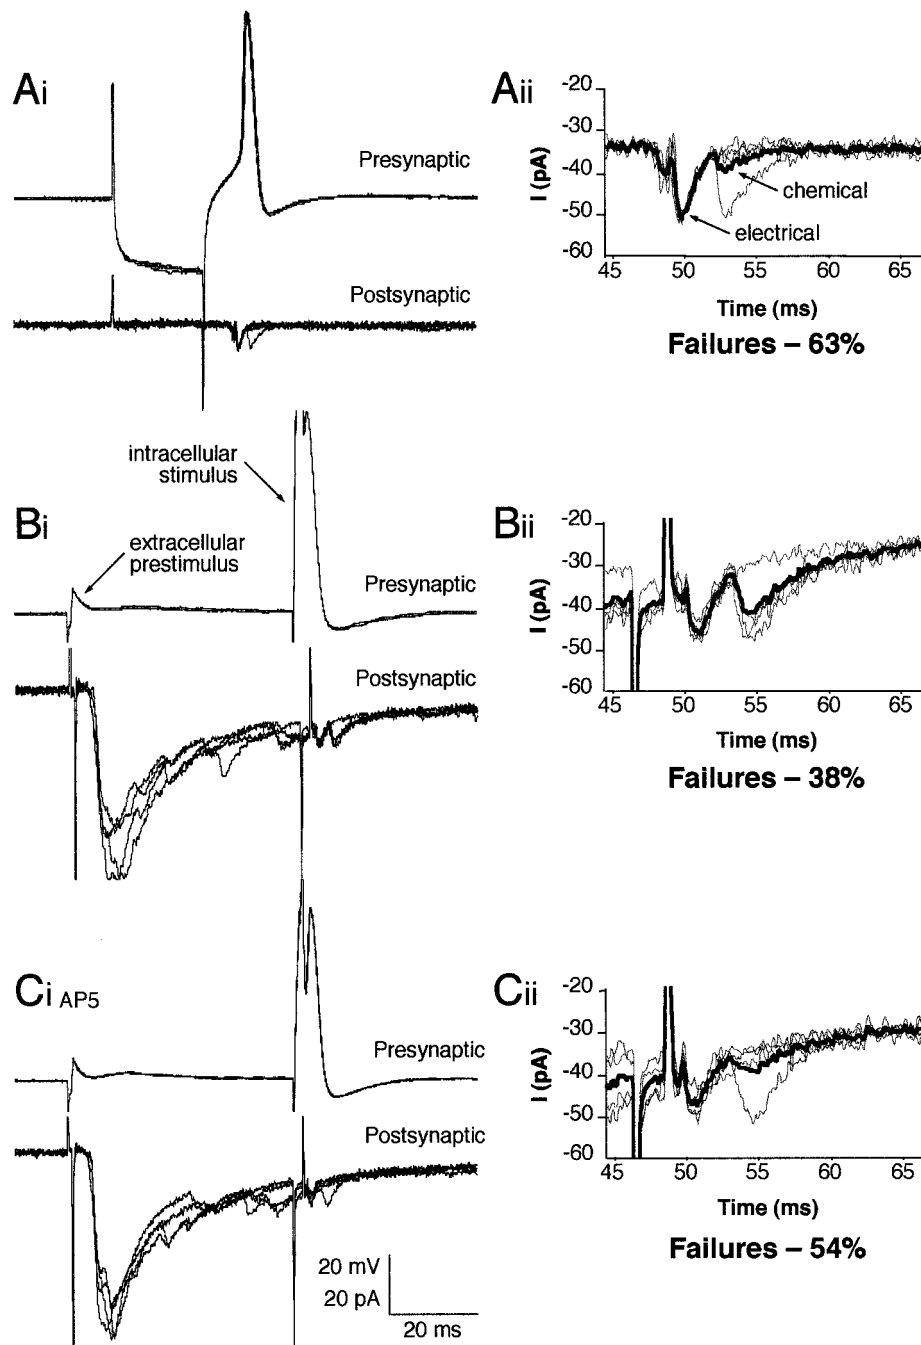 Ai
Presynaptic
Postsynaptic
Aii
-20
-30
-40
-50
-60
I (pA)
chemical
electrical
45 50 55 60 65
Time (ms)
Failures – 63%
intracellular
stimulus
Bi
extracellular
prestimulus
Presynaptic
Postsynaptic
Bii
-20
-30
-40
-50
-60
I (pA)
45 50 55 60 65
Time (ms)
Failures – 38%
Ci AP5
Presynaptic
Postsynaptic
20 mV
20 pA
20 ms
Cii
-20
-30
-40
-50
-60
I (pA)
45 50 55 60 65
Time (ms)
Failures – 54%